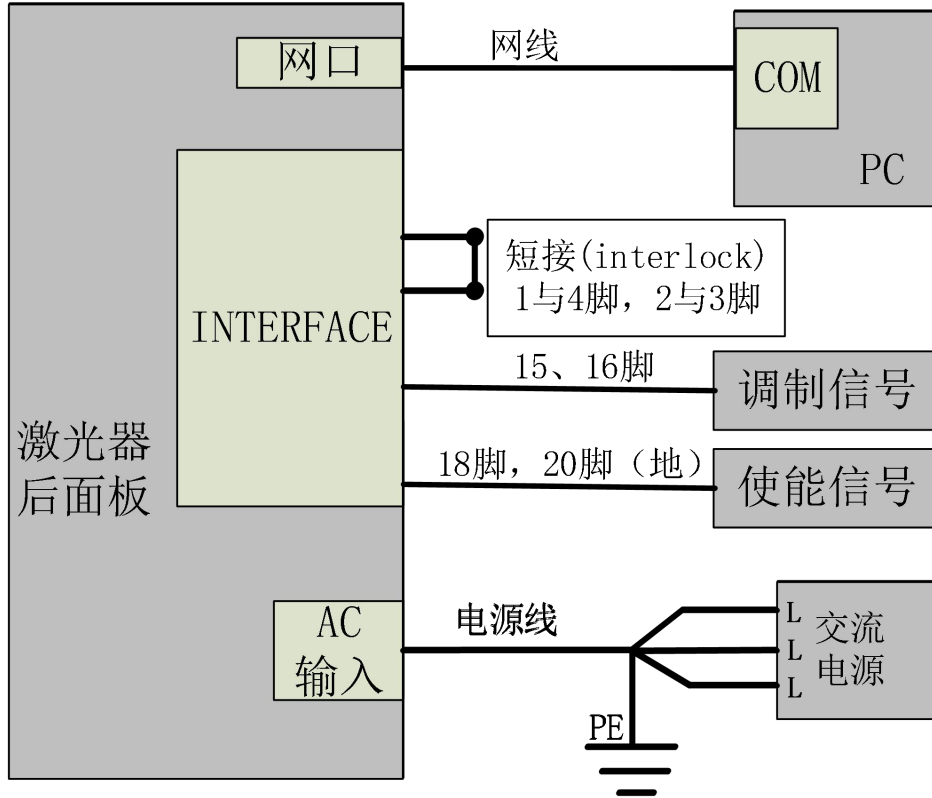 网口
网线
COM
PC
短接(interlock)
1与4脚，2与3脚
INTERFACE
15、16脚
调制信号
激光器
后面板
18脚，20脚（地）
使能信号
AC
输入
电源线
L
L
L
交流
电源
PE